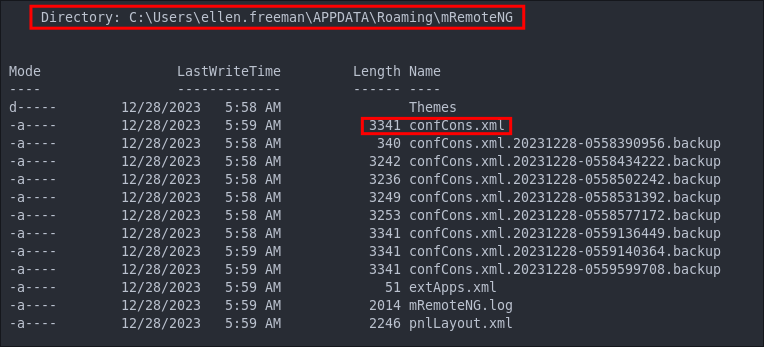 Directory: C:\Users\ellen.freeman\APPDATA\Roaming\mRemoteNG
Mode LastWriteTime Length Name
---- ------------- ------ ----
d----- 12/28/2023 5:58 AM Themes
-a---- 12/28/2023 5:59 AM 3341 confCons.xml
-a---- 12/28/2023 5:58 AM 340 confCons.xml.20231228-0558390956.backup
-a---- 12/28/2023 5:58 AM 3242 confCons.xml.20231228-0558434222.backup
-a---- 12/28/2023 5:58 AM 3236 confCons.xml.20231228-0558502242.backup
-a---- 12/28/2023 5:58 AM 3249 confCons.xml.20231228-0558531392.backup
-a---- 12/28/2023 5:58 AM 3253 confCons.xml.20231228-0558577172.backup
-a---- 12/28/2023 5:58 AM 3341 confCons.xml.20231228-0559136449.backup
-a---- 12/28/2023 5:59 AM 3341 confCons.xml.20231228-0559140364.backup
-a---- 12/28/2023 5:59 AM 3341 confCons.xml.20231228-0559599708.backup
-a---- 12/28/2023 5:59 AM 51 extApps.xml
-a---- 12/28/2023 5:59 AM 2014 mRemoteNG.log
-a---- 12/28/2023 5:59 AM 2246 pnlLayout.xml